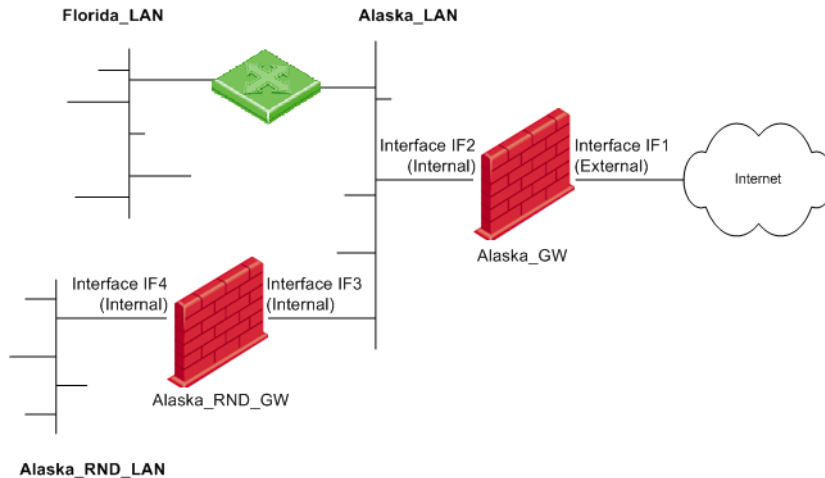 Florida_LAN
Alaska_LAN
Interface IF2
(Internal)
Interface IF1
(External)
Internet
Alaska_GW
Interface IF4
(Internal)
Interface IF3
(Internal)
Alaska_RND_GW
Alaska_RND_LAN